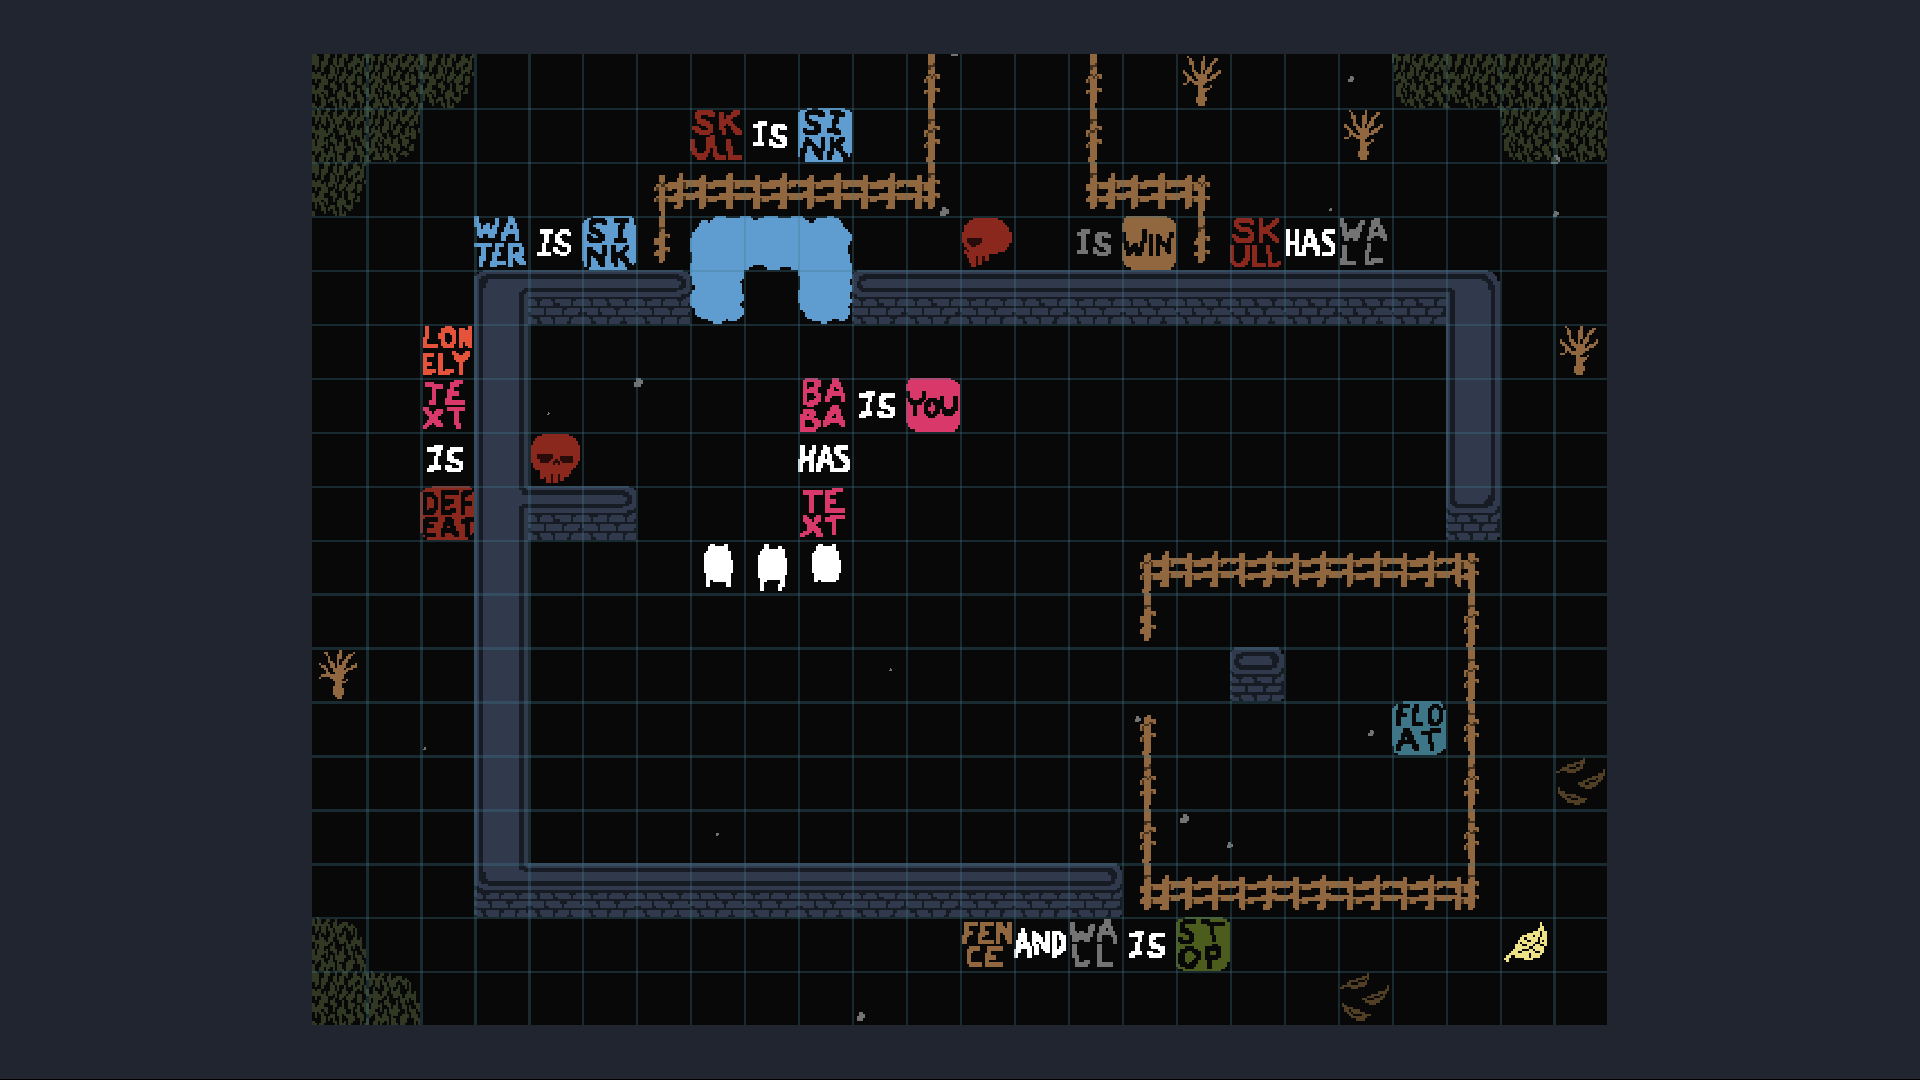 SKULL IS SINK
WATER IS SINK
IS WIN
SKULL HAS WALL
LONELY
TEXT
IS
DEFEAT
BABA IS YOU
HAS
TEXT
FLOAT
FENCE AND WALL IS STOP